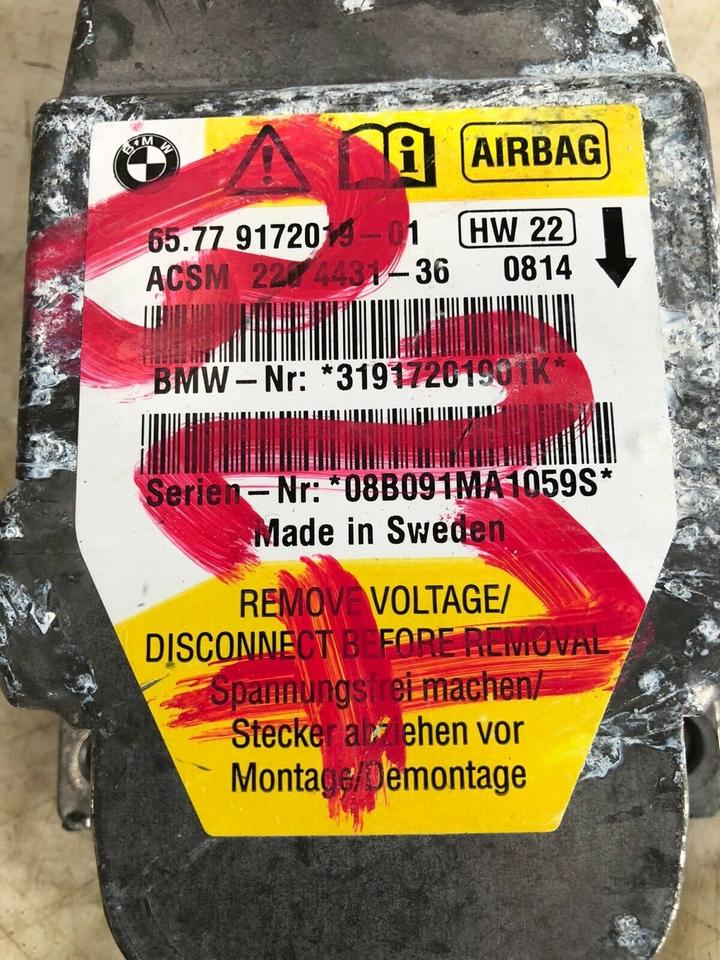 BMW
i AIRBAG
65.77 9172019-01 HW 22
ACSM 220 4431-36 0814
BMW-Nr: *31917201901K*
Serien-Nr: *08B091MA1059S*
Made in Sweden
REMOVE VOLTAGE/
DISCONNECT BEFORE REMOVAL
Spannungsfrei machen/
Stecker abziehen vor
Montage/Demontage